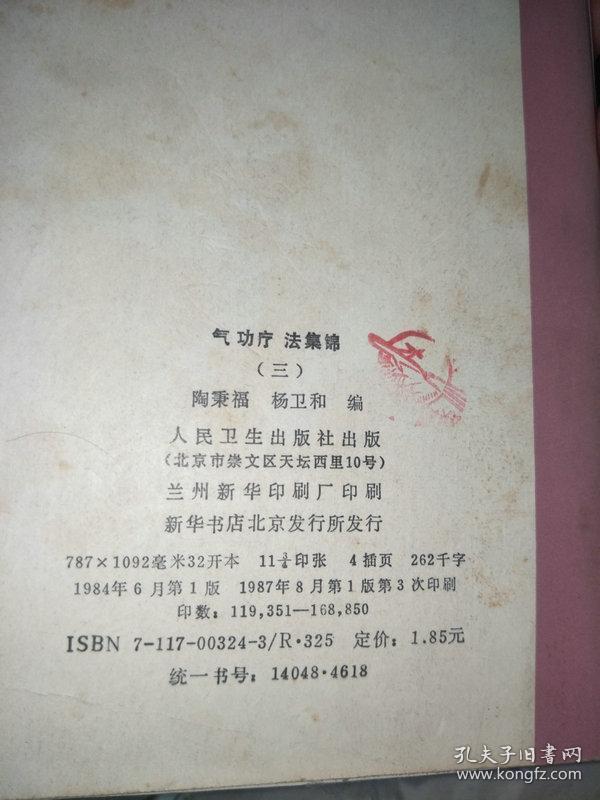 气功疗 法集锦
(三)
陶秉福 杨卫和 编
人民卫生出版社出版
(北京市崇文区天坛西里10号)
兰州新华印刷厂印刷
新华书店北京发行所发行
787×1092毫米32开本 11¾印张 4插页 262千字
1984年6月第1版 1987年8月第1版第3次印刷
印数：119,351—168,850
ISBN 7-117-00324-3/R·325 定价：1.85元
统一书号：14048·4618
孔夫子旧书网
www.kongfz.com